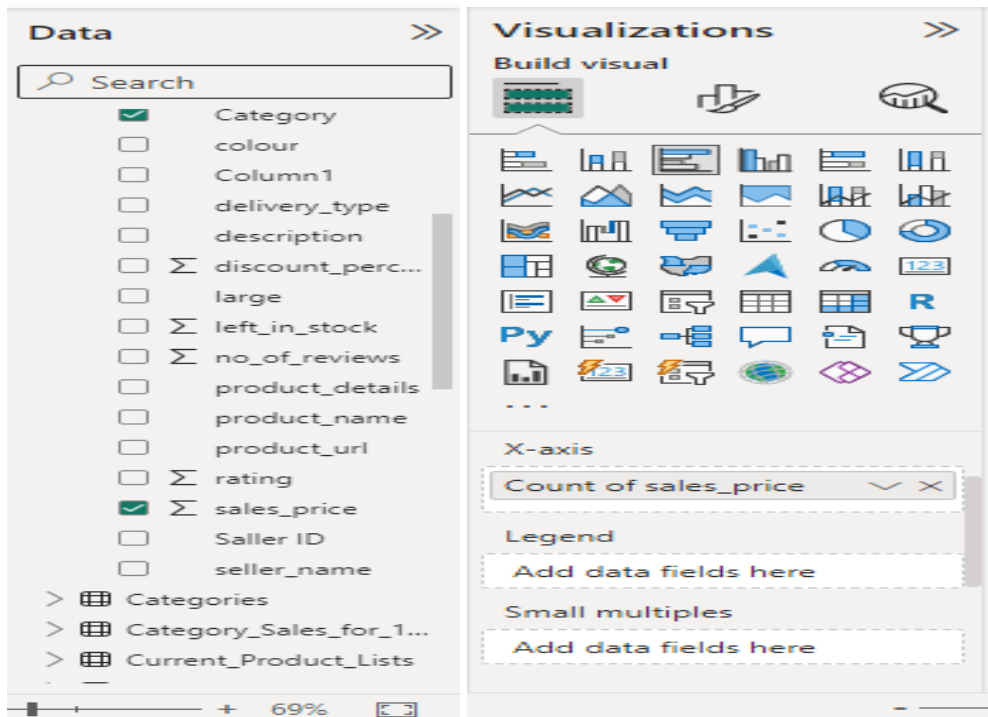 Data
Search
Category
colour
Column1
delivery_type
description
Σ discount_perc...
large
Σ left_in_stock
Σ no_of_reviews
product_details
product_name
product_url
Σ rating
Σ sales_price
Saller ID
seller_name
Categories
Category_Sales_for_1...
Current_Product_Lists
69%
Visualizations
Build visual
123
R
Py
123
...
X-axis
Count of sales_price
Legend
Add data fields here
Small multiples
Add data fields here